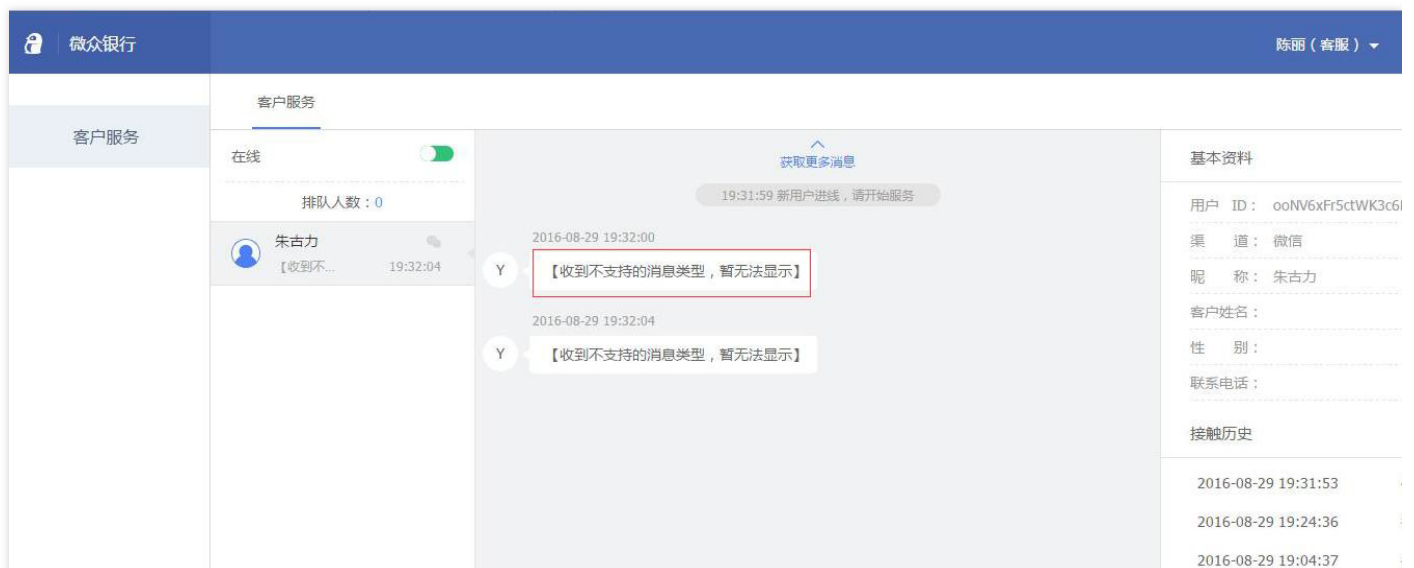 微众银行
陈丽（客服）
客户服务
客户服务
在线
排队人数：0
朱古力
【收到不...
19:32:04
获取更多消息
19:31:59 新用户进线，请开始服务
2016-08-29 19:32:00
Y
【收到不支持的消息类型，暂无法显示】
2016-08-29 19:32:04
Y
【收到不支持的消息类型，暂无法显示】
基本资料
用户 ID： ooNV6xFr5ctWK3c6
渠 道： 微信
昵 称： 朱古力
客户姓名：
性 别：
联系电话：
接触历史
2016-08-29 19:31:53
2016-08-29 19:24:36
2016-08-29 19:04:37